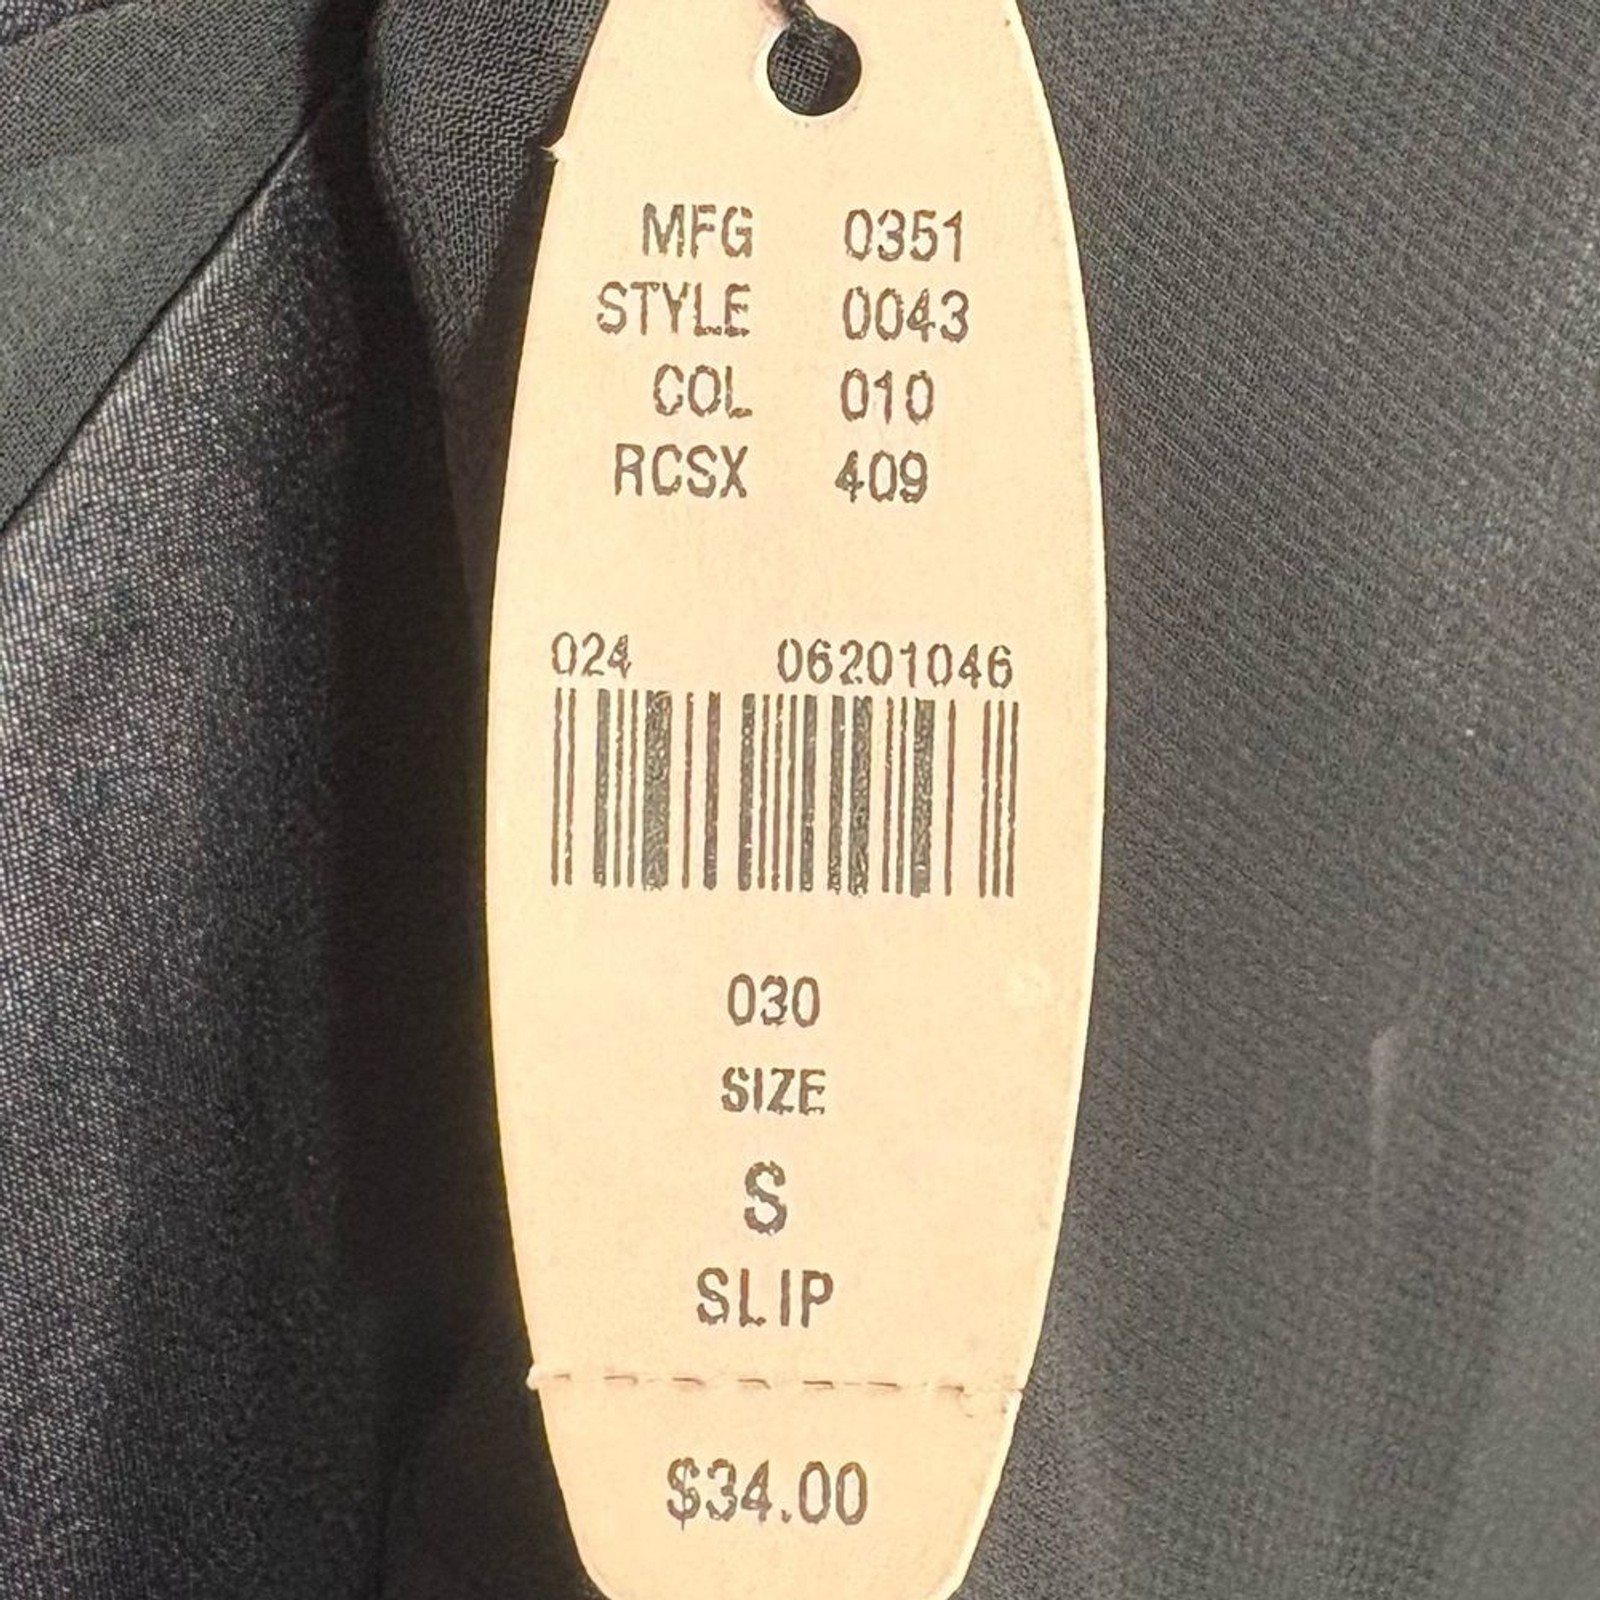 MFG 0351
STYLE 0043
COL 010
RCSX 409
024 06201046
030
SIZE
S
SLIP
$34.00